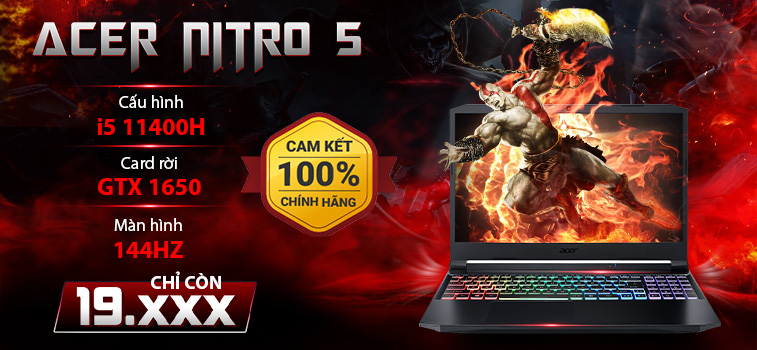 ACER NITRO 5
Cấu hình
i5 11400H
Card rời
GTX 1650
Màn hình
144HZ
CHỈ CÒN
19.xxx
CAM KẾT
100%
CHÍNH HÃNG
acer